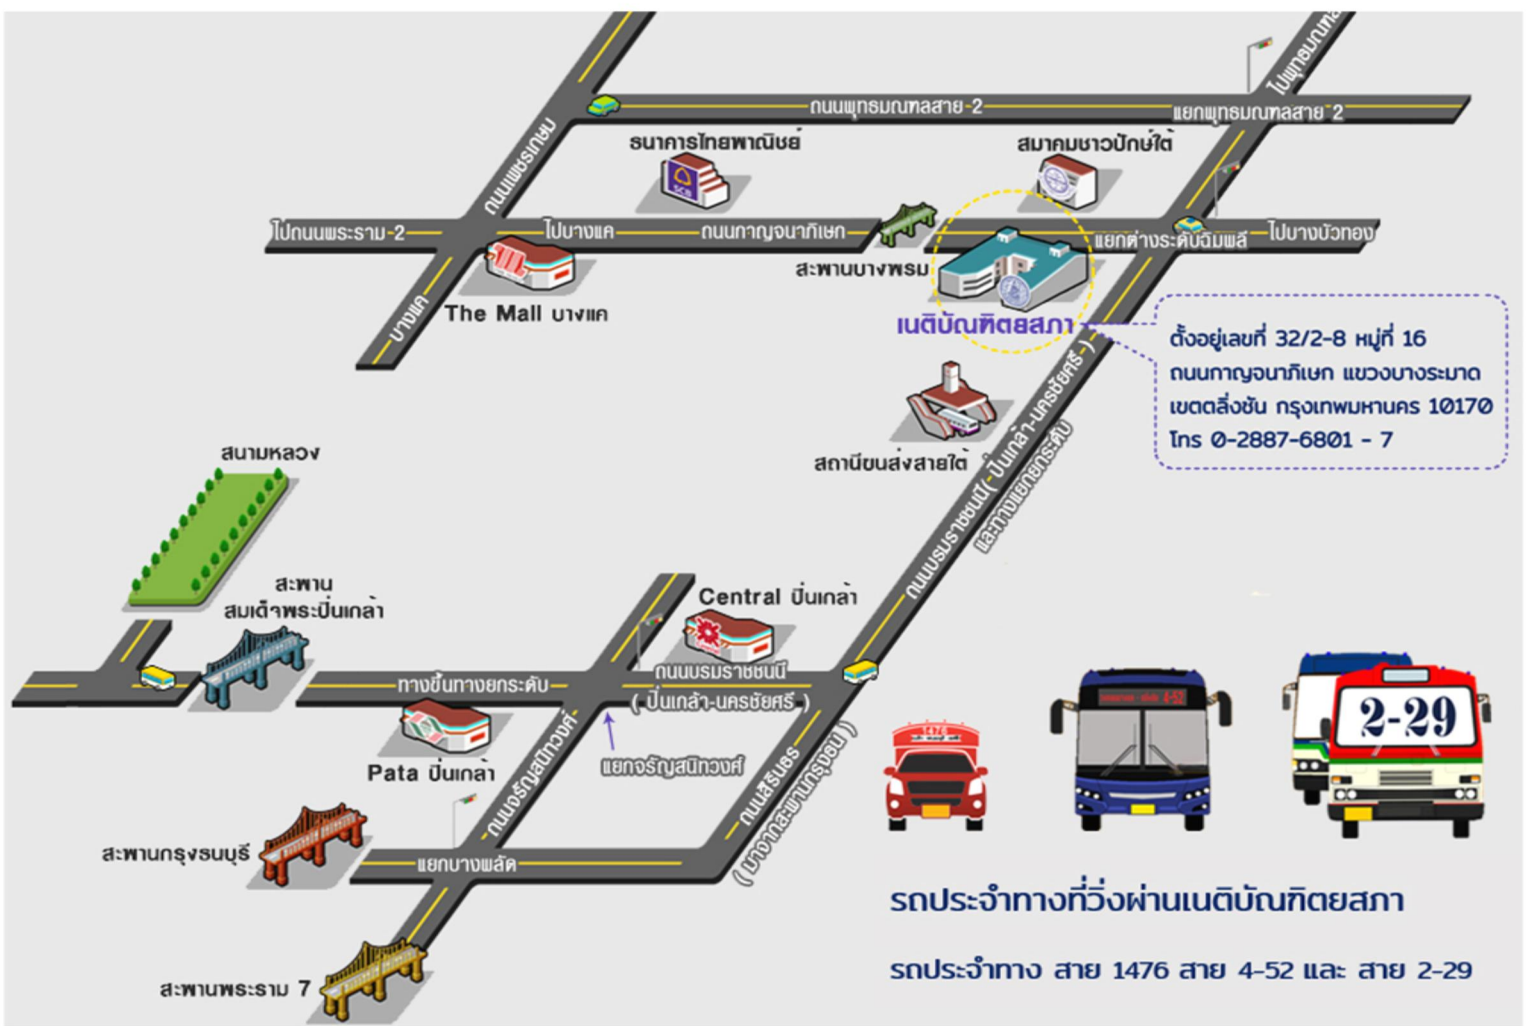 ไปพุทธมณฑล
ถนนพุทธมณฑลสาย 2
แยกพุทธมณฑลสาย 2
ถนนเพชรเกษม
ธนาคารไทยพาณิชย์
SCB
สมาคมชาวปักษ์ใต้
ไปถนนพระราม 2
ไปบางแค
ถนนกาญจนาภิเษก
แยกต่างระดับฉิมพลี
ไปบางบัวทอง
สะพานบางพรม
บางแค
The Mall บางแค
เนติบัณฑิตยสภา
ตั้งอยู่เลขที่ 32/2-8 หมู่ที่ 16
ถนนกาญจนาภิเษก แขวงบางระมาด
เขตตลิ่งชัน กรุงเทพมหานคร 10170
โทร 0-2887-6801 - 7
สถานีขนส่งสายใต้
ถนนบรมราชชนนี( ปิ่นเกล้า-นครชัยศรี )
และทางแยกยกระดับ
สนามหลวง
สะพาน
สมเด็จพระปิ่นเกล้า
Central ปิ่นเกล้า
ทางขึ้นทางยกระดับ
ถนนบรมราชชนนี
( ปิ่นเกล้า-นครชัยศรี )
Pata ปิ่นเกล้า
แยกจรัญสนิทวงศ์
ถนนจรัญสนิทวงศ์
ถนนสิรินธร
( มาจากสะพานกรุงธน )
สะพานกรุงธนบุรี
แยกบางพลัด
สะพานพระราม 7
1476
4-52
2-29
รถประจำทางที่วิ่งผ่านเนติบัณฑิตยสภา
รถประจำทาง สาย 1476 สาย 4-52 และ สาย 2-29